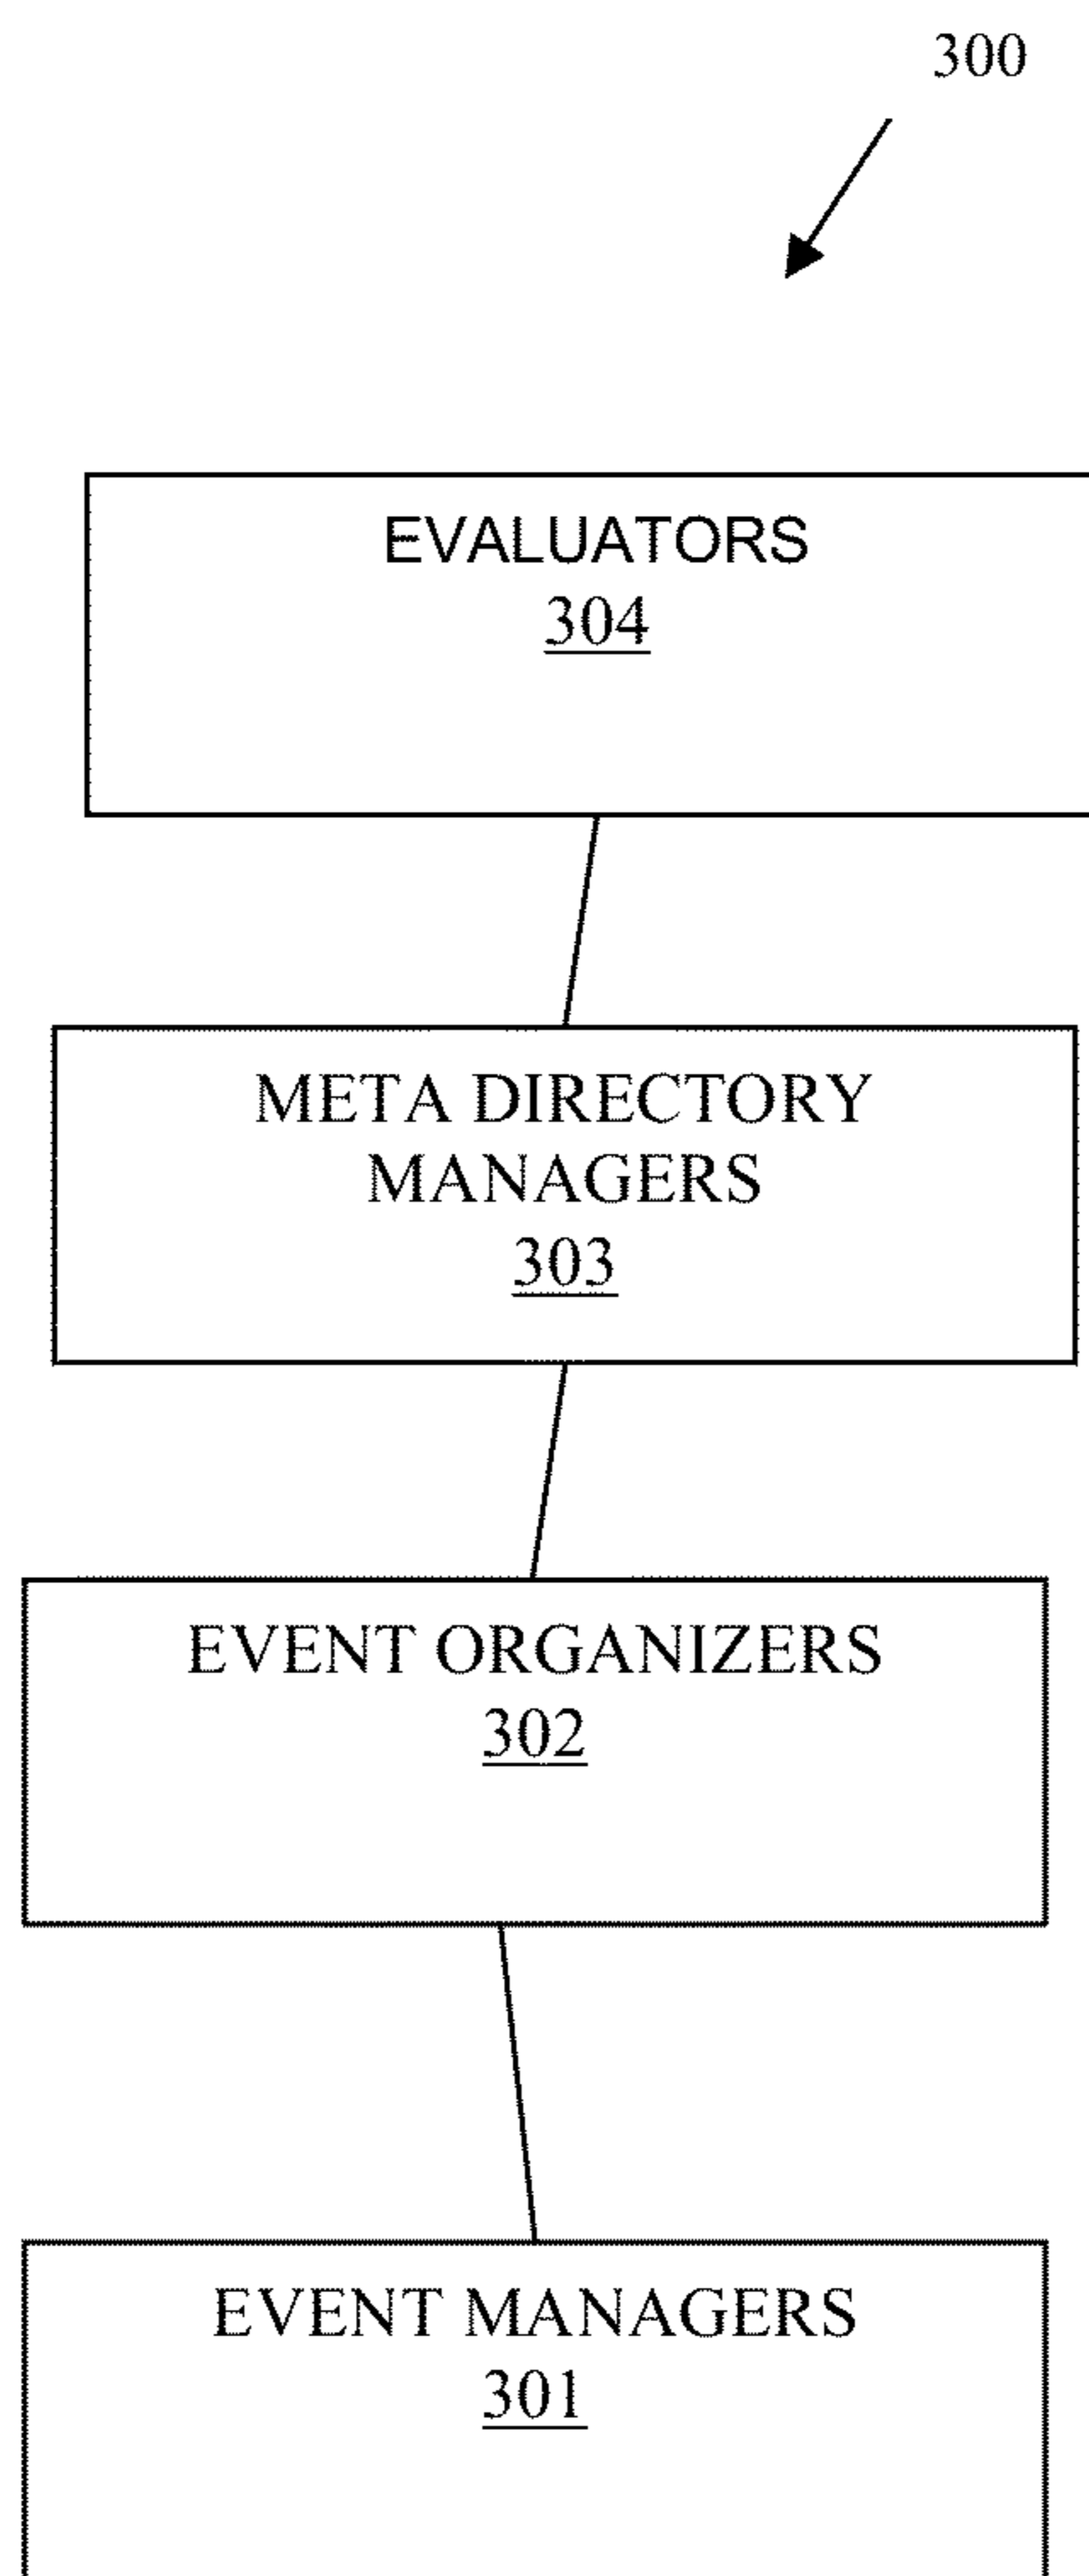 300
EVALUATORS
304
META DIRECTORY
MANAGERS
303
EVENT ORGANIZERS
302
EVENT MANAGERS
301